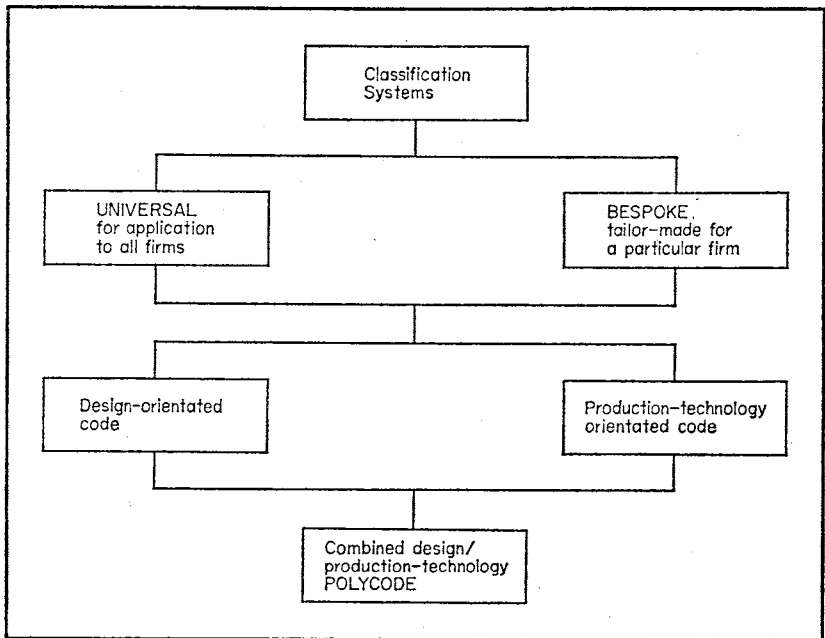 Classification
Systems
UNIVERSAL
for application
to all firms
BESPOKE.
tailor-made for
a particular firm
Design-orientated
code
Production-technology
orientated code
Combined design/
production-technology
POLYCODE